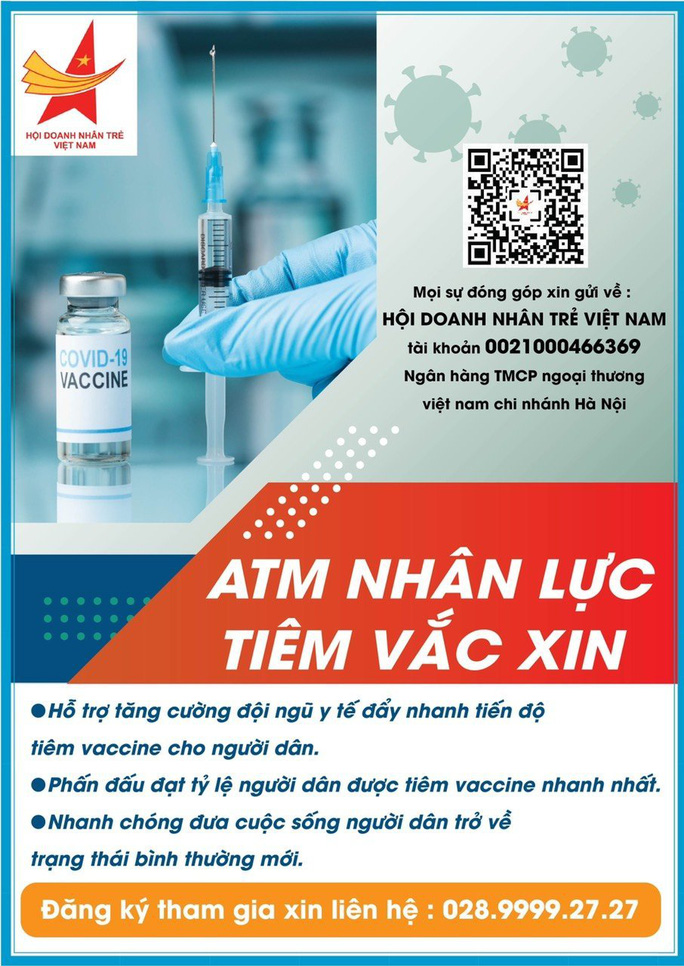 HỘI DOANH NHÂN TRẺ
VIỆT NAM
COVID-19
VACCINE
Mọi sự đóng góp xin gửi về :
HỘI DOANH NHÂN TRẺ VIỆT NAM
tài khoản 0021000466369
Ngân hàng TMCP ngoại thương
việt nam chi nhánh Hà Nội
ATM NHÂN LỰC
TIÊM VẮC XIN
●Hỗ trợ tăng cường đội ngũ y tế đẩy nhanh tiến độ
tiêm vaccine cho người dân.
●Phấn đấu đạt tỷ lệ người dân được tiêm vaccine nhanh nhất.
●Nhanh chóng đưa cuộc sống người dân trở về
trạng thái bình thường mới.
Đăng ký tham gia xin liên hệ : 028.9999.27.27